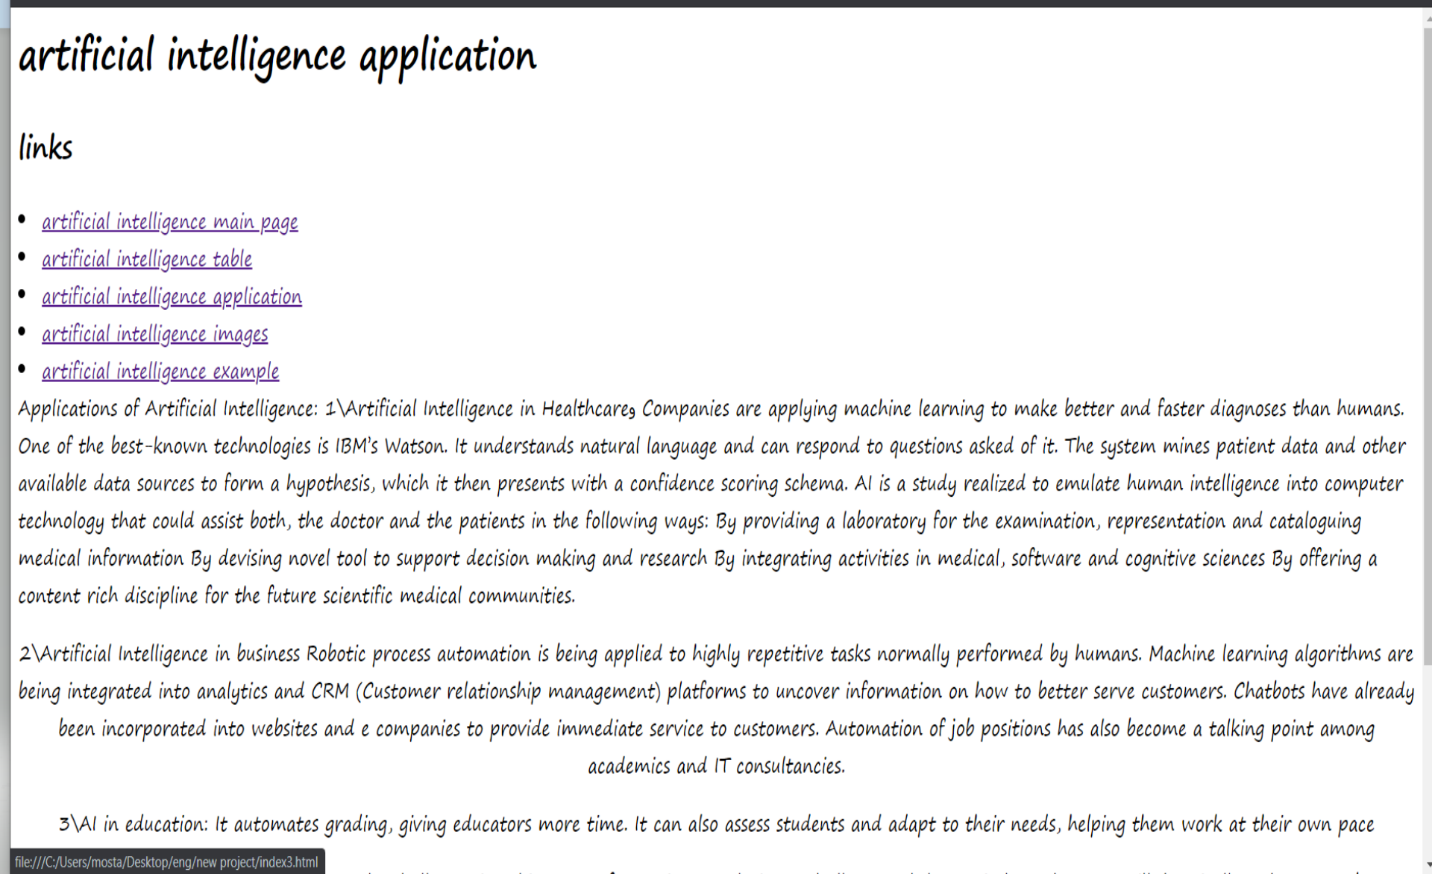 artificial intelligence application
links
• artificial intelligence main page
• artificial intelligence table
• artificial intelligence application
• artificial intelligence images
• artificial intelligence example
Applications of Artificial Intelligence: 1\Artificial Intelligence in Healthcare, Companies are applying machine learning to make better and faster diagnoses than humans.
One of the best-known technologies is IBM's Watson. It understands natural language and can respond to questions asked of it. The system mines patient data and other
available data sources to form a hypothesis, which it then presents with a confidence scoring schema. AI is a study realized to emulate human intelligence into computer
technology that could assist both, the doctor and the patients in the following ways: By providing a laboratory for the examination, representation and cataloguing
medical information By devising novel tool to support decision making and research By integrating activities in medical, software and cognitive sciences By offering a
content rich discipline for the future scientific medical communities.
2\Artificial Intelligence in business Robotic process automation is being applied to highly repetitive tasks normally performed by humans. Machine learning algorithms are
being integrated into analytics and CRM (Customer relationship management) platforms to uncover information on how to better serve customers. Chatbots have already
been incorporated into websites and e companies to provide immediate service to customers. Automation of job positions has also become a talking point among
academics and IT consultancies.
3\AI in education: It automates grading, giving educators more time. It can also assess students and adapt to their needs, helping them work at their own pace
file:///C:/Users/mosta/Desktop/eng/new project/index3.html